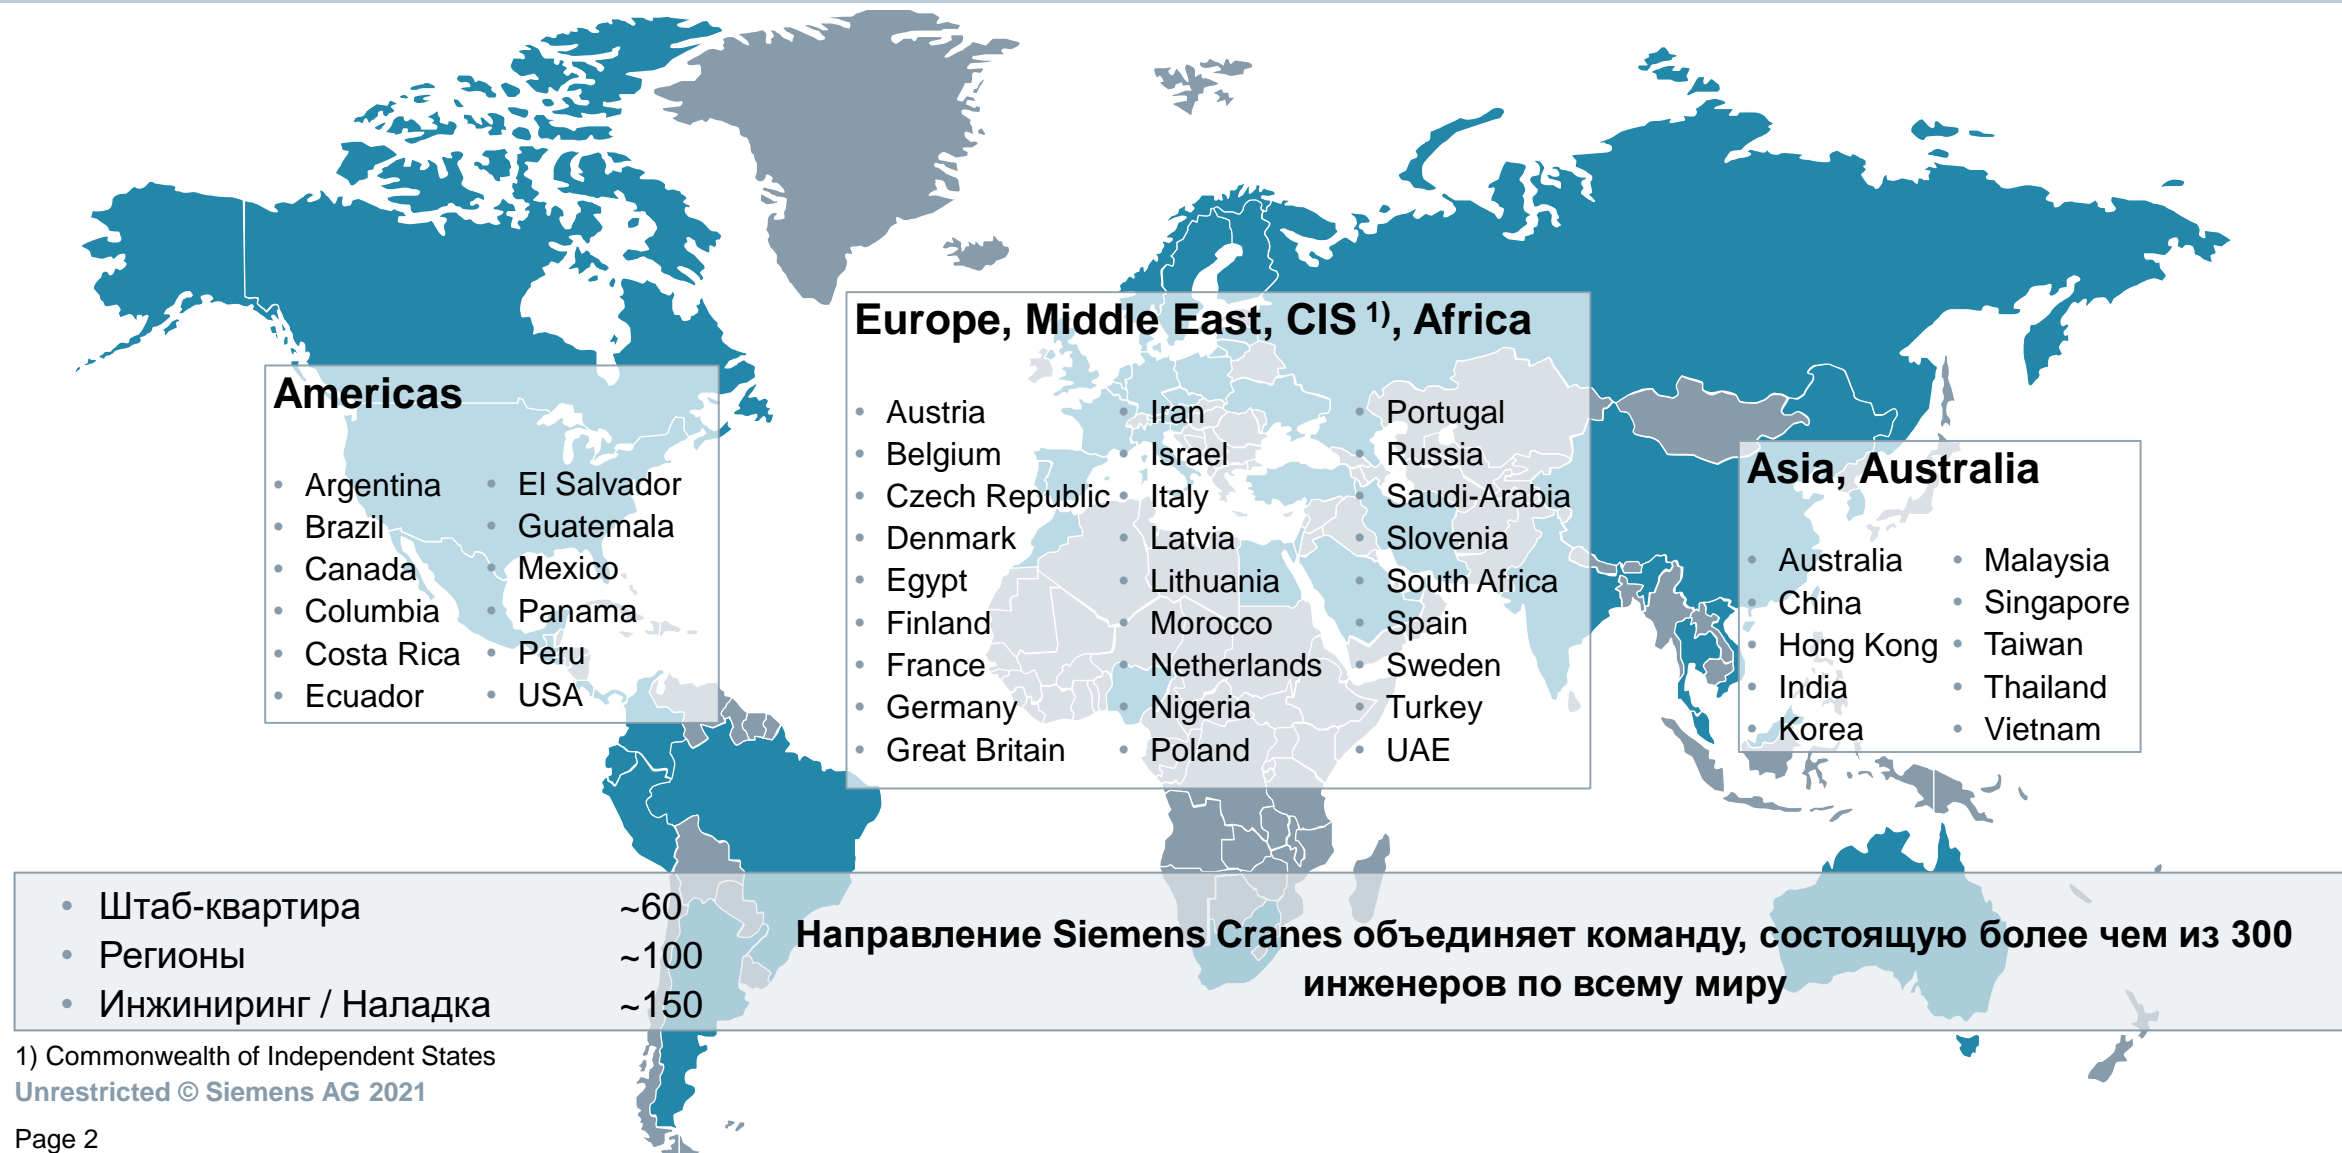 Europe, Middle East, CIS 1), Africa
• Austria
• Belgium
• Czech Republic
• Denmark
• Egypt
• Finland
• France
• Germany
• Great Britain
• Iran
• Israel
• Italy
• Latvia
• Lithuania
• Morocco
• Netherlands
• Nigeria
• Poland
• Portugal
• Russia
• Saudi-Arabia
• Slovenia
• South Africa
• Spain
• Sweden
• Turkey
• UAE
Americas
• Argentina
• Brazil
• Canada
• Columbia
• Costa Rica
• Ecuador
• El Salvador
• Guatemala
• Mexico
• Panama
• Peru
• USA
Asia, Australia
• Australia
• China
• Hong Kong
• India
• Korea
• Malaysia
• Singapore
• Taiwan
• Thailand
• Vietnam
• Штаб-квартира ~60
• Регионы ~100
• Инжиниринг / Наладка ~150
Направление Siemens Cranes объединяет команду, состоящую более чем из 300
инженеров по всему миру
1) Commonwealth of Independent States
Unrestricted © Siemens AG 2021
Page 2